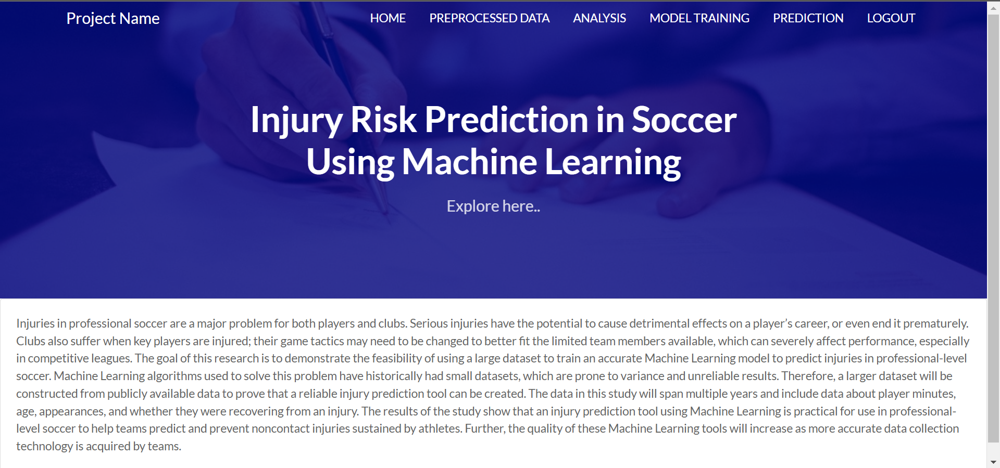 Project Name
HOME PREPROCESSED DATA ANALYSIS MODEL TRAINING PREDICTION LOGOUT
Injury Risk Prediction in Soccer
Using Machine Learning
Explore here..
Injuries in professional soccer are a major problem for both players and clubs. Serious injuries have the potential to cause detrimental effects on a player’s career, or even end it prematurely.
Clubs also suffer when key players are injured; their game tactics may need to be changed to better fit the limited team members available, which can severely affect performance, especially
in competitive leagues. The goal of this research is to demonstrate the feasibility of using a large dataset to train an accurate Machine Learning model to predict injuries in professional-level
soccer. Machine Learning algorithms used to solve this problem have historically had small datasets, which are prone to variance and unreliable results. Therefore, a larger dataset will be
constructed from publicly available data to prove that a reliable injury prediction tool can be created. The data in this study will span multiple years and include data about player minutes,
age, appearances, and whether they were recovering from an injury. The results of the study show that an injury prediction tool using Machine Learning is practical for use in professional-
level soccer to help teams predict and prevent noncontact injuries sustained by athletes. Further, the quality of these Machine Learning tools will increase as more accurate data collection
technology is acquired by teams.